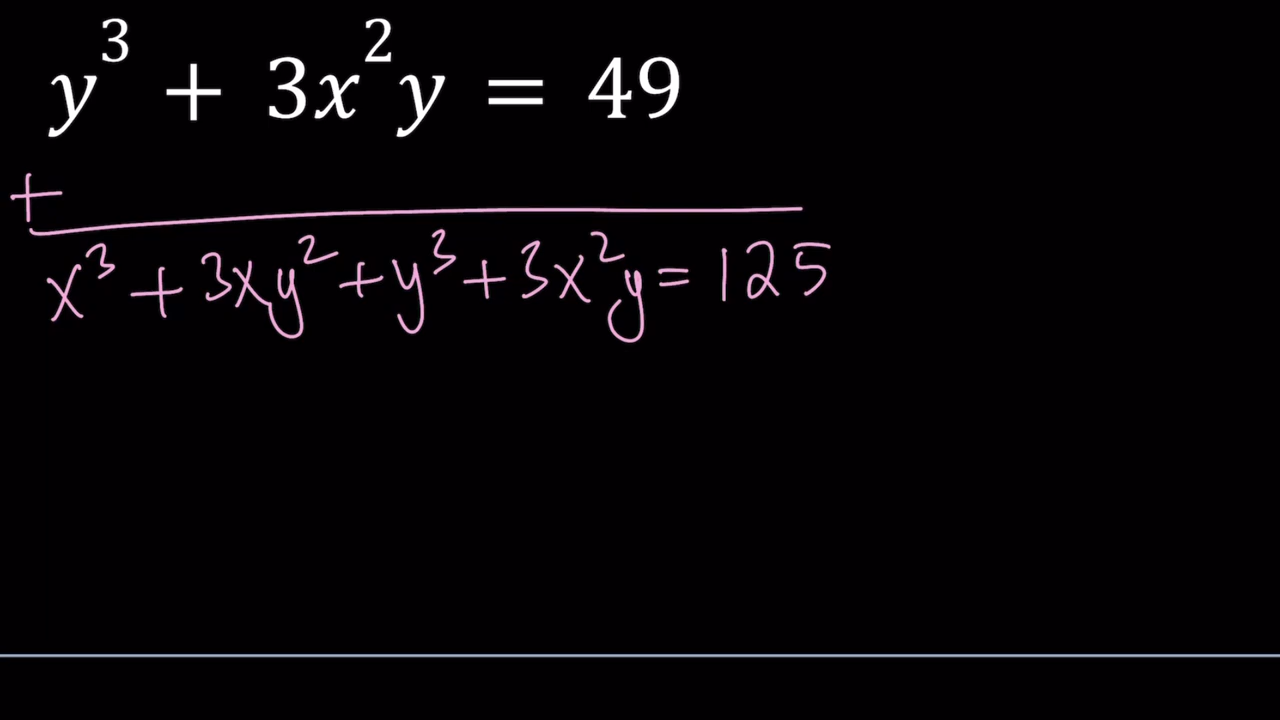 y³ + 3x²y = 49
+
x³ + 3xy² + y³ + 3x²y = 125